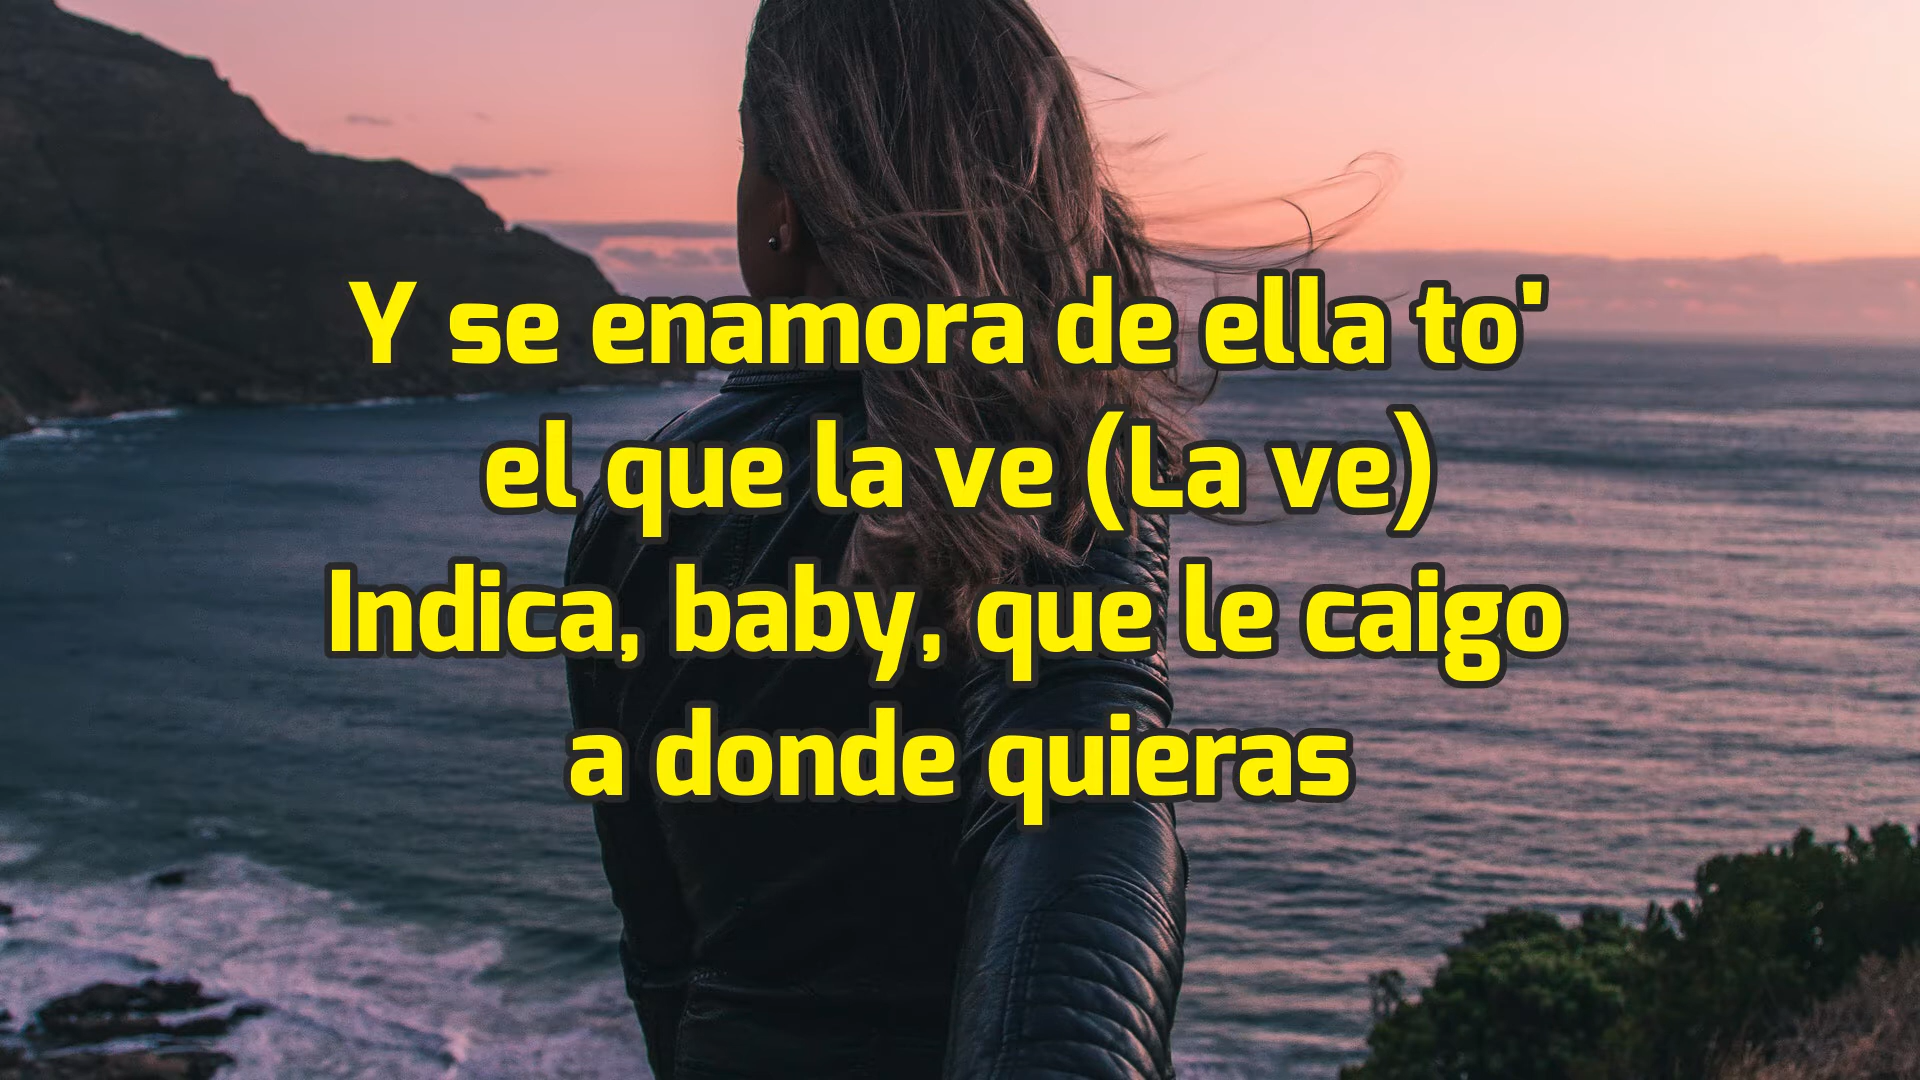 Y se enamora de ella to'
el que la ve (La ve)
Indica, baby, que le caigo
a donde quieras